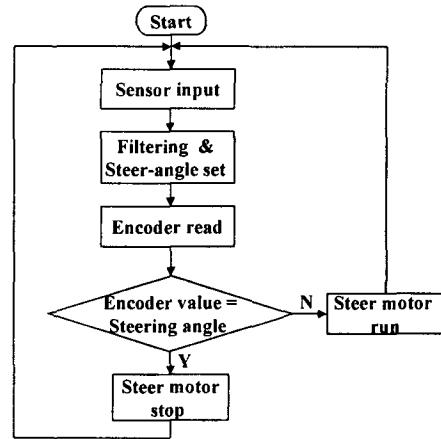 Start
Sensor input
Filtering &
Steer-angle set
Encoder read
Encoder value =
Steering angle
N
Steer motor
run
Y
Steer motor
stop